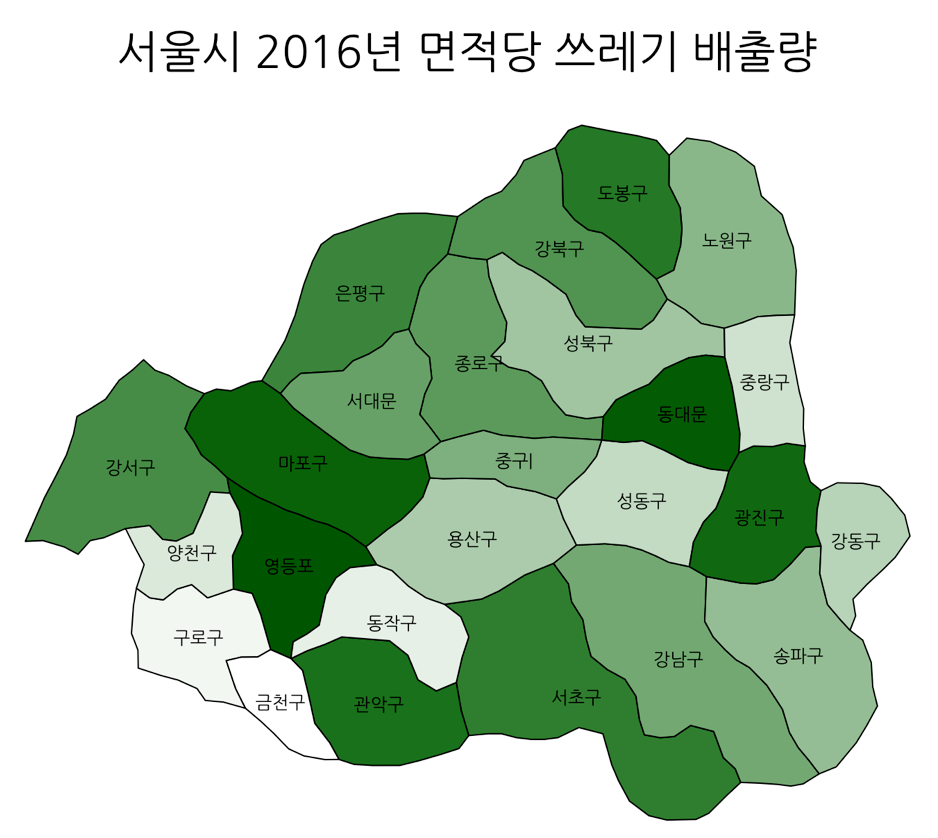 서울시 2016년 면적당 쓰레기 배출량
도봉구
노원구
강북구
은평구
성북구
종로구
중랑구
서대문
동대문
마포구
중구ㅣ
강서구
성동구
광진구
용산구
강동구
양천구
영등포
동작구
구로구
강남구
송파구
서초구
금천구
관악구